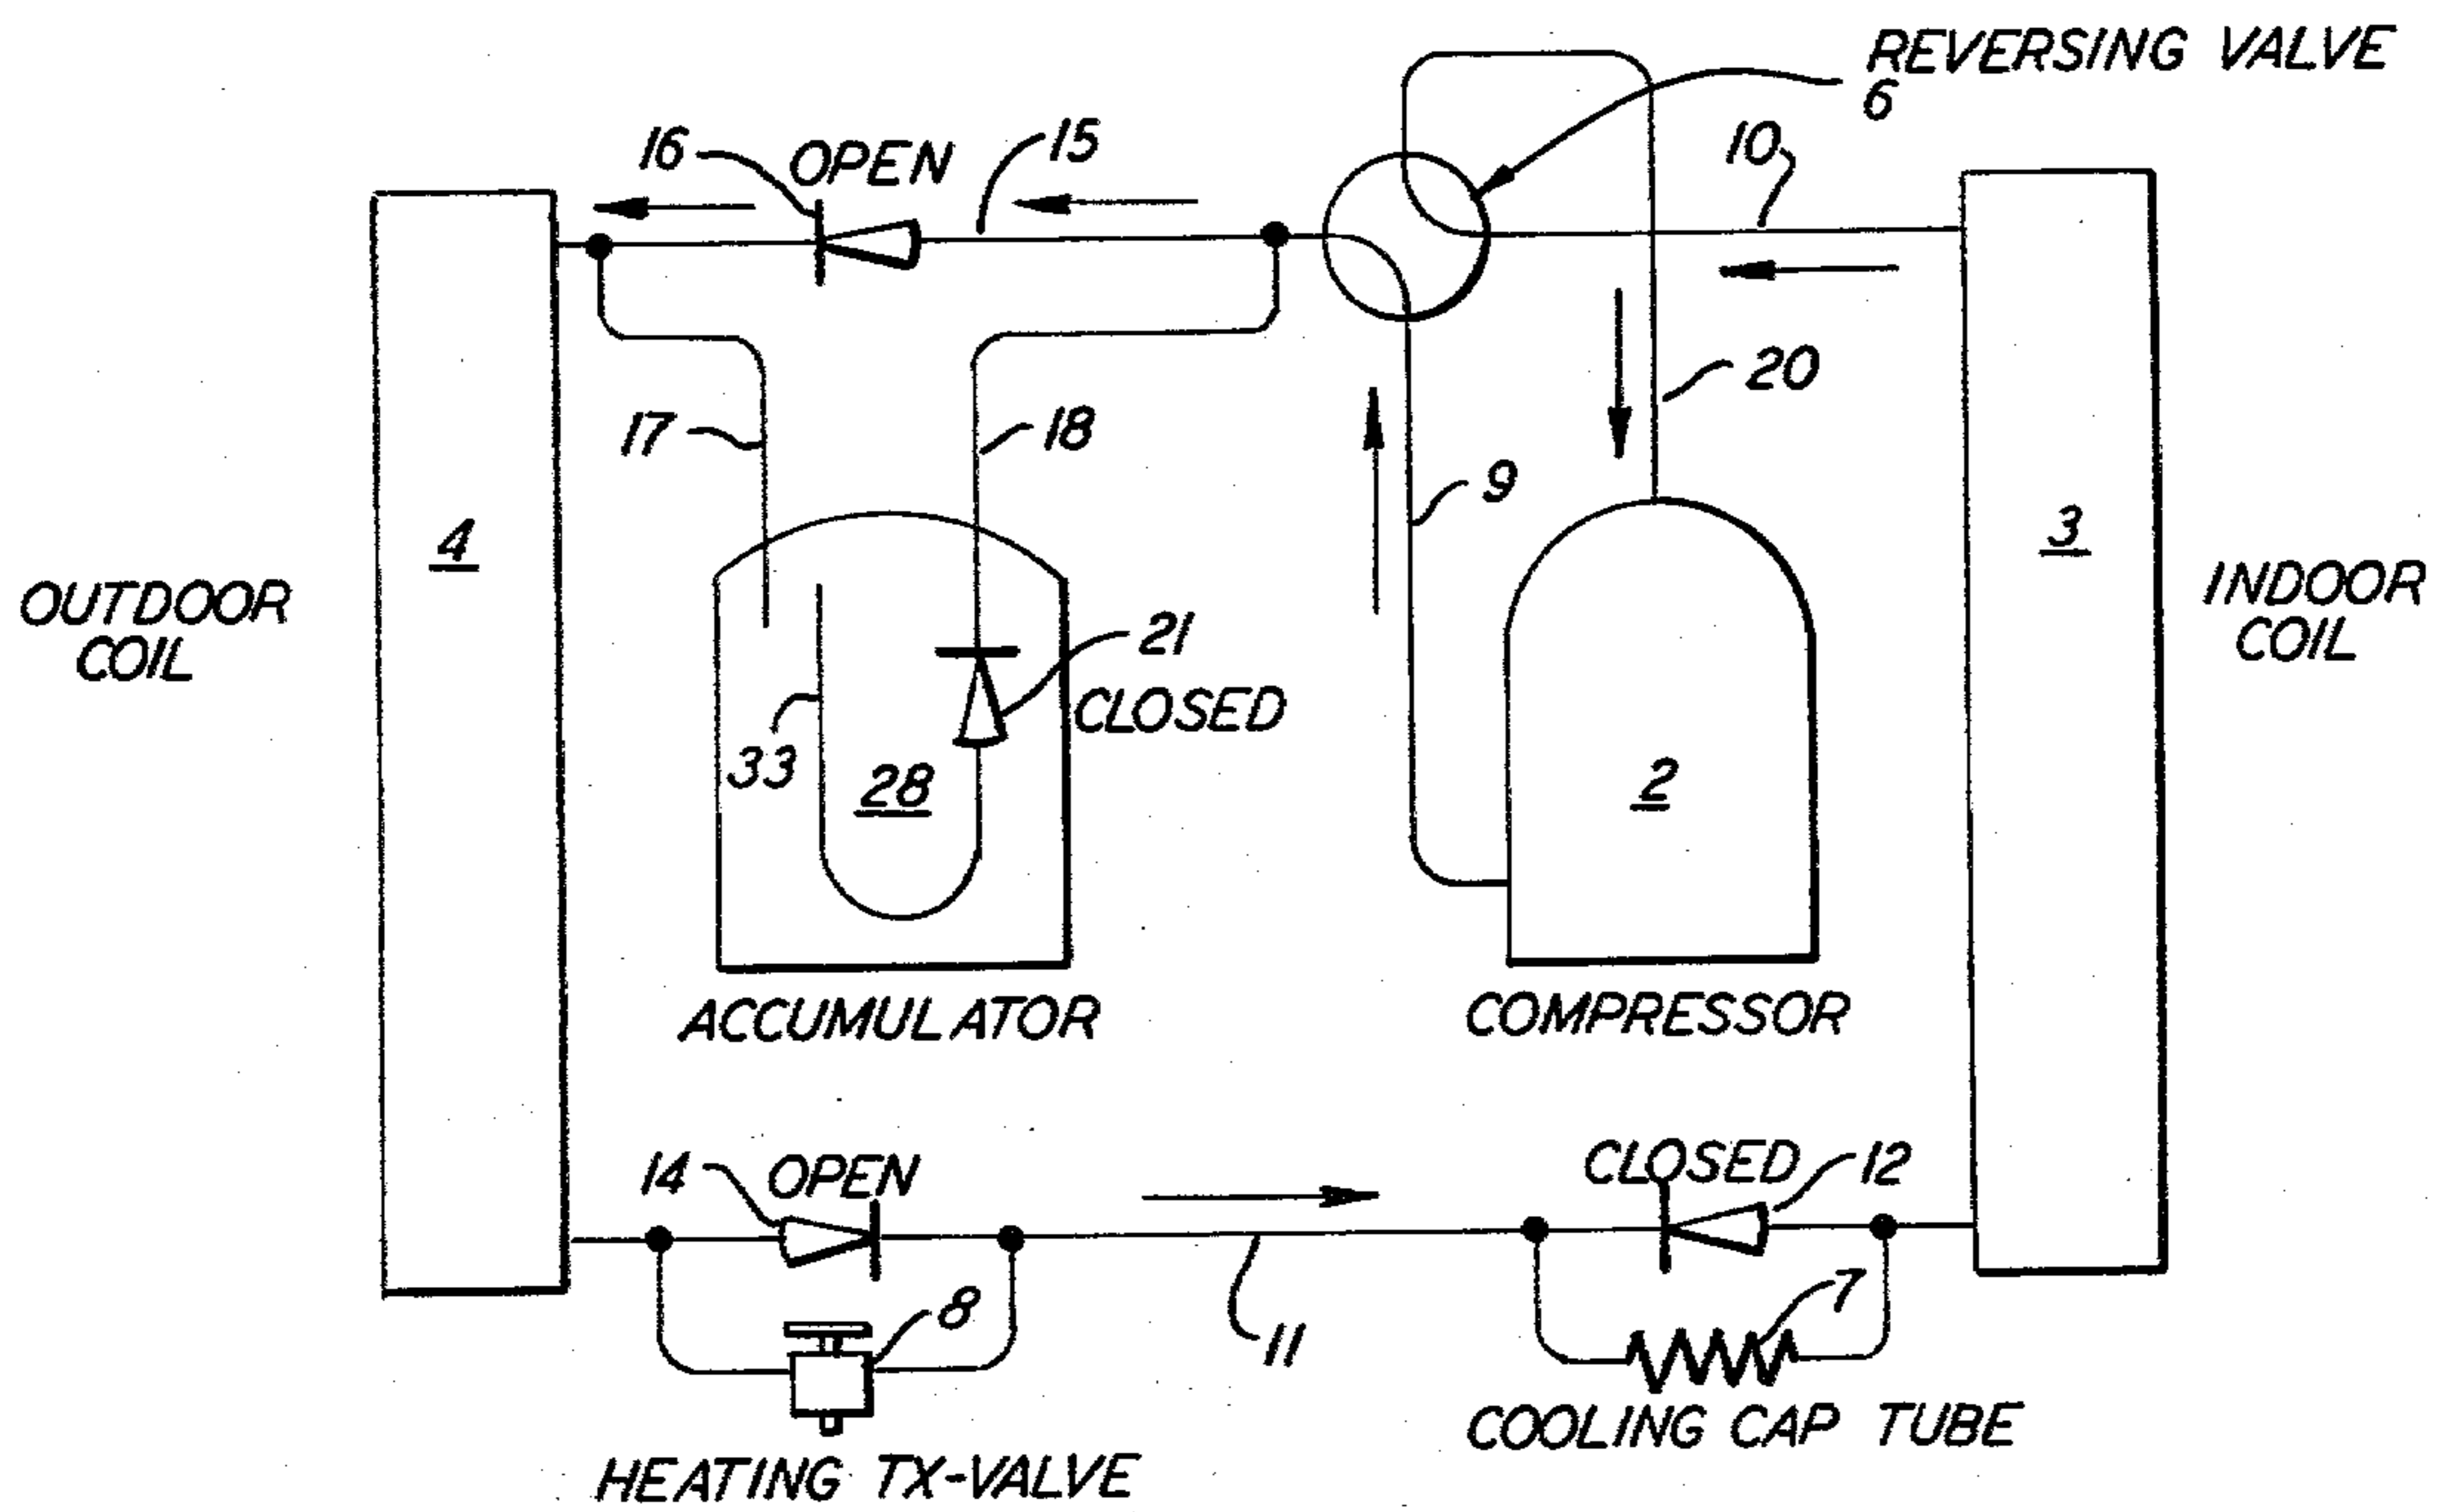 REVERSING VALVE
6
16
OPEN
15
10
17
18
20
9
4
3
OUTDOOR
COIL
INDOOR
COIL
21
CLOSED
33
28
2
ACCUMULATOR
COMPRESSOR
14
OPEN
CLOSED
12
8
11
7
COOLING CAP TUBE
HEATING TX-VALVE